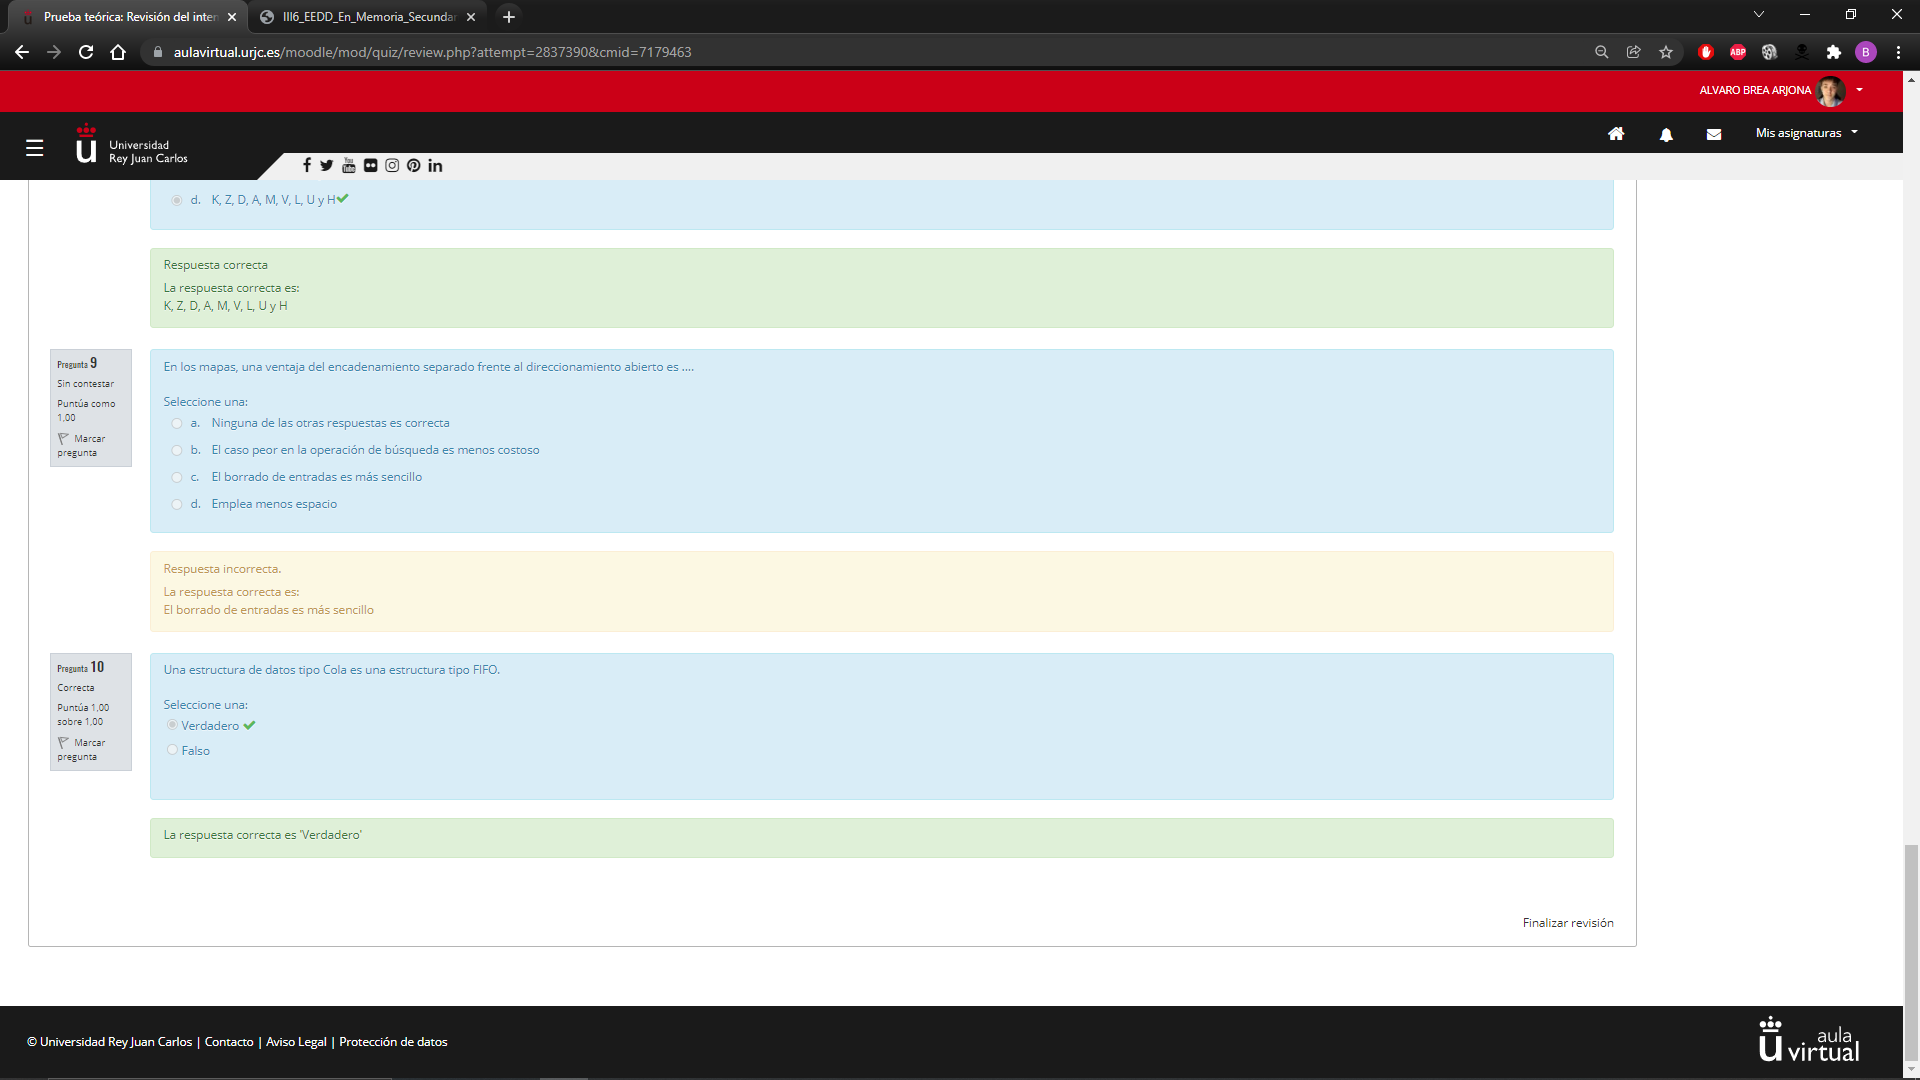 Prueba teórica: Revisión del inten
III6_EEDD_En_Memoria_Secundar
aulavirtual.urjc.es/moodle/mod/quiz/review.php?attempt=2837390&cmid=7179463
ABP
B
ALVARO BREA ARJONA
Universidad
Rey Juan Carlos
Mis asignaturas
d. K, Z, D, A, M, V, L, U y H
Respuesta correcta
La respuesta correcta es:
K, Z, D, A, M, V, L, U y H
Pregunta 9
Sin contestar
Puntúa como
1,00
Marcar
pregunta
En los mapas, una ventaja del encadenamiento separado frente al direccionamiento abierto es ....
Seleccione una:
a. Ninguna de las otras respuestas es correcta
b. El caso peor en la operación de búsqueda es menos costoso
c. El borrado de entradas es más sencillo
d. Emplea menos espacio
Respuesta incorrecta.
La respuesta correcta es:
El borrado de entradas es más sencillo
Pregunta 10
Correcta
Puntúa 1,00
sobre 1,00
Marcar
pregunta
Una estructura de datos tipo Cola es una estructura tipo FIFO.
Seleccione una:
Verdadero
Falso
La respuesta correcta es 'Verdadero'
Finalizar revisión
© Universidad Rey Juan Carlos | Contacto | Aviso Legal | Protección de datos
aula
virtual